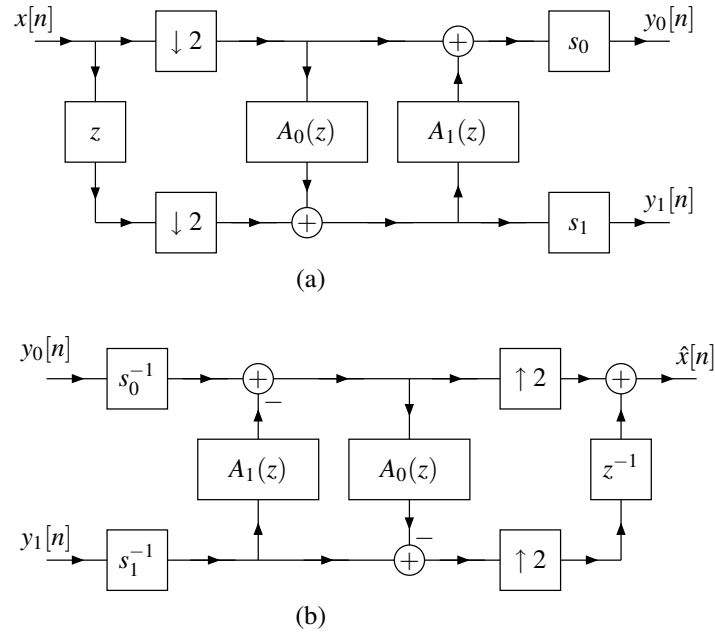 x[n] ↓ 2 + s₀ y₀[n]
z A₀(z) A₁(z)
↓ 2 + s₁ y₁[n]
(a)
y₀[n] s₀⁻¹ + − ↑ 2 + x̂[n]
A₁(z) A₀(z) z⁻¹
y₁[n] s₁⁻¹ − + ↑ 2
(b)